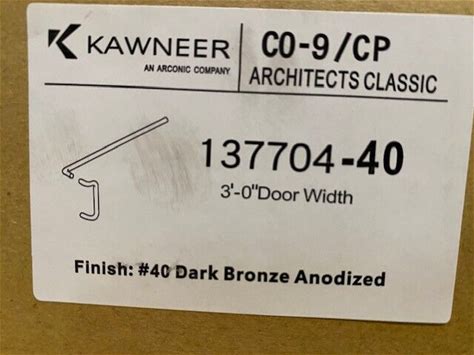 KAWNEER
AN ARCONIC COMPANY
CO-9/CP
ARCHITECTS CLASSIC
137704-40
3'-0"Door Width
Finish: #40 Dark Bronze Anodized